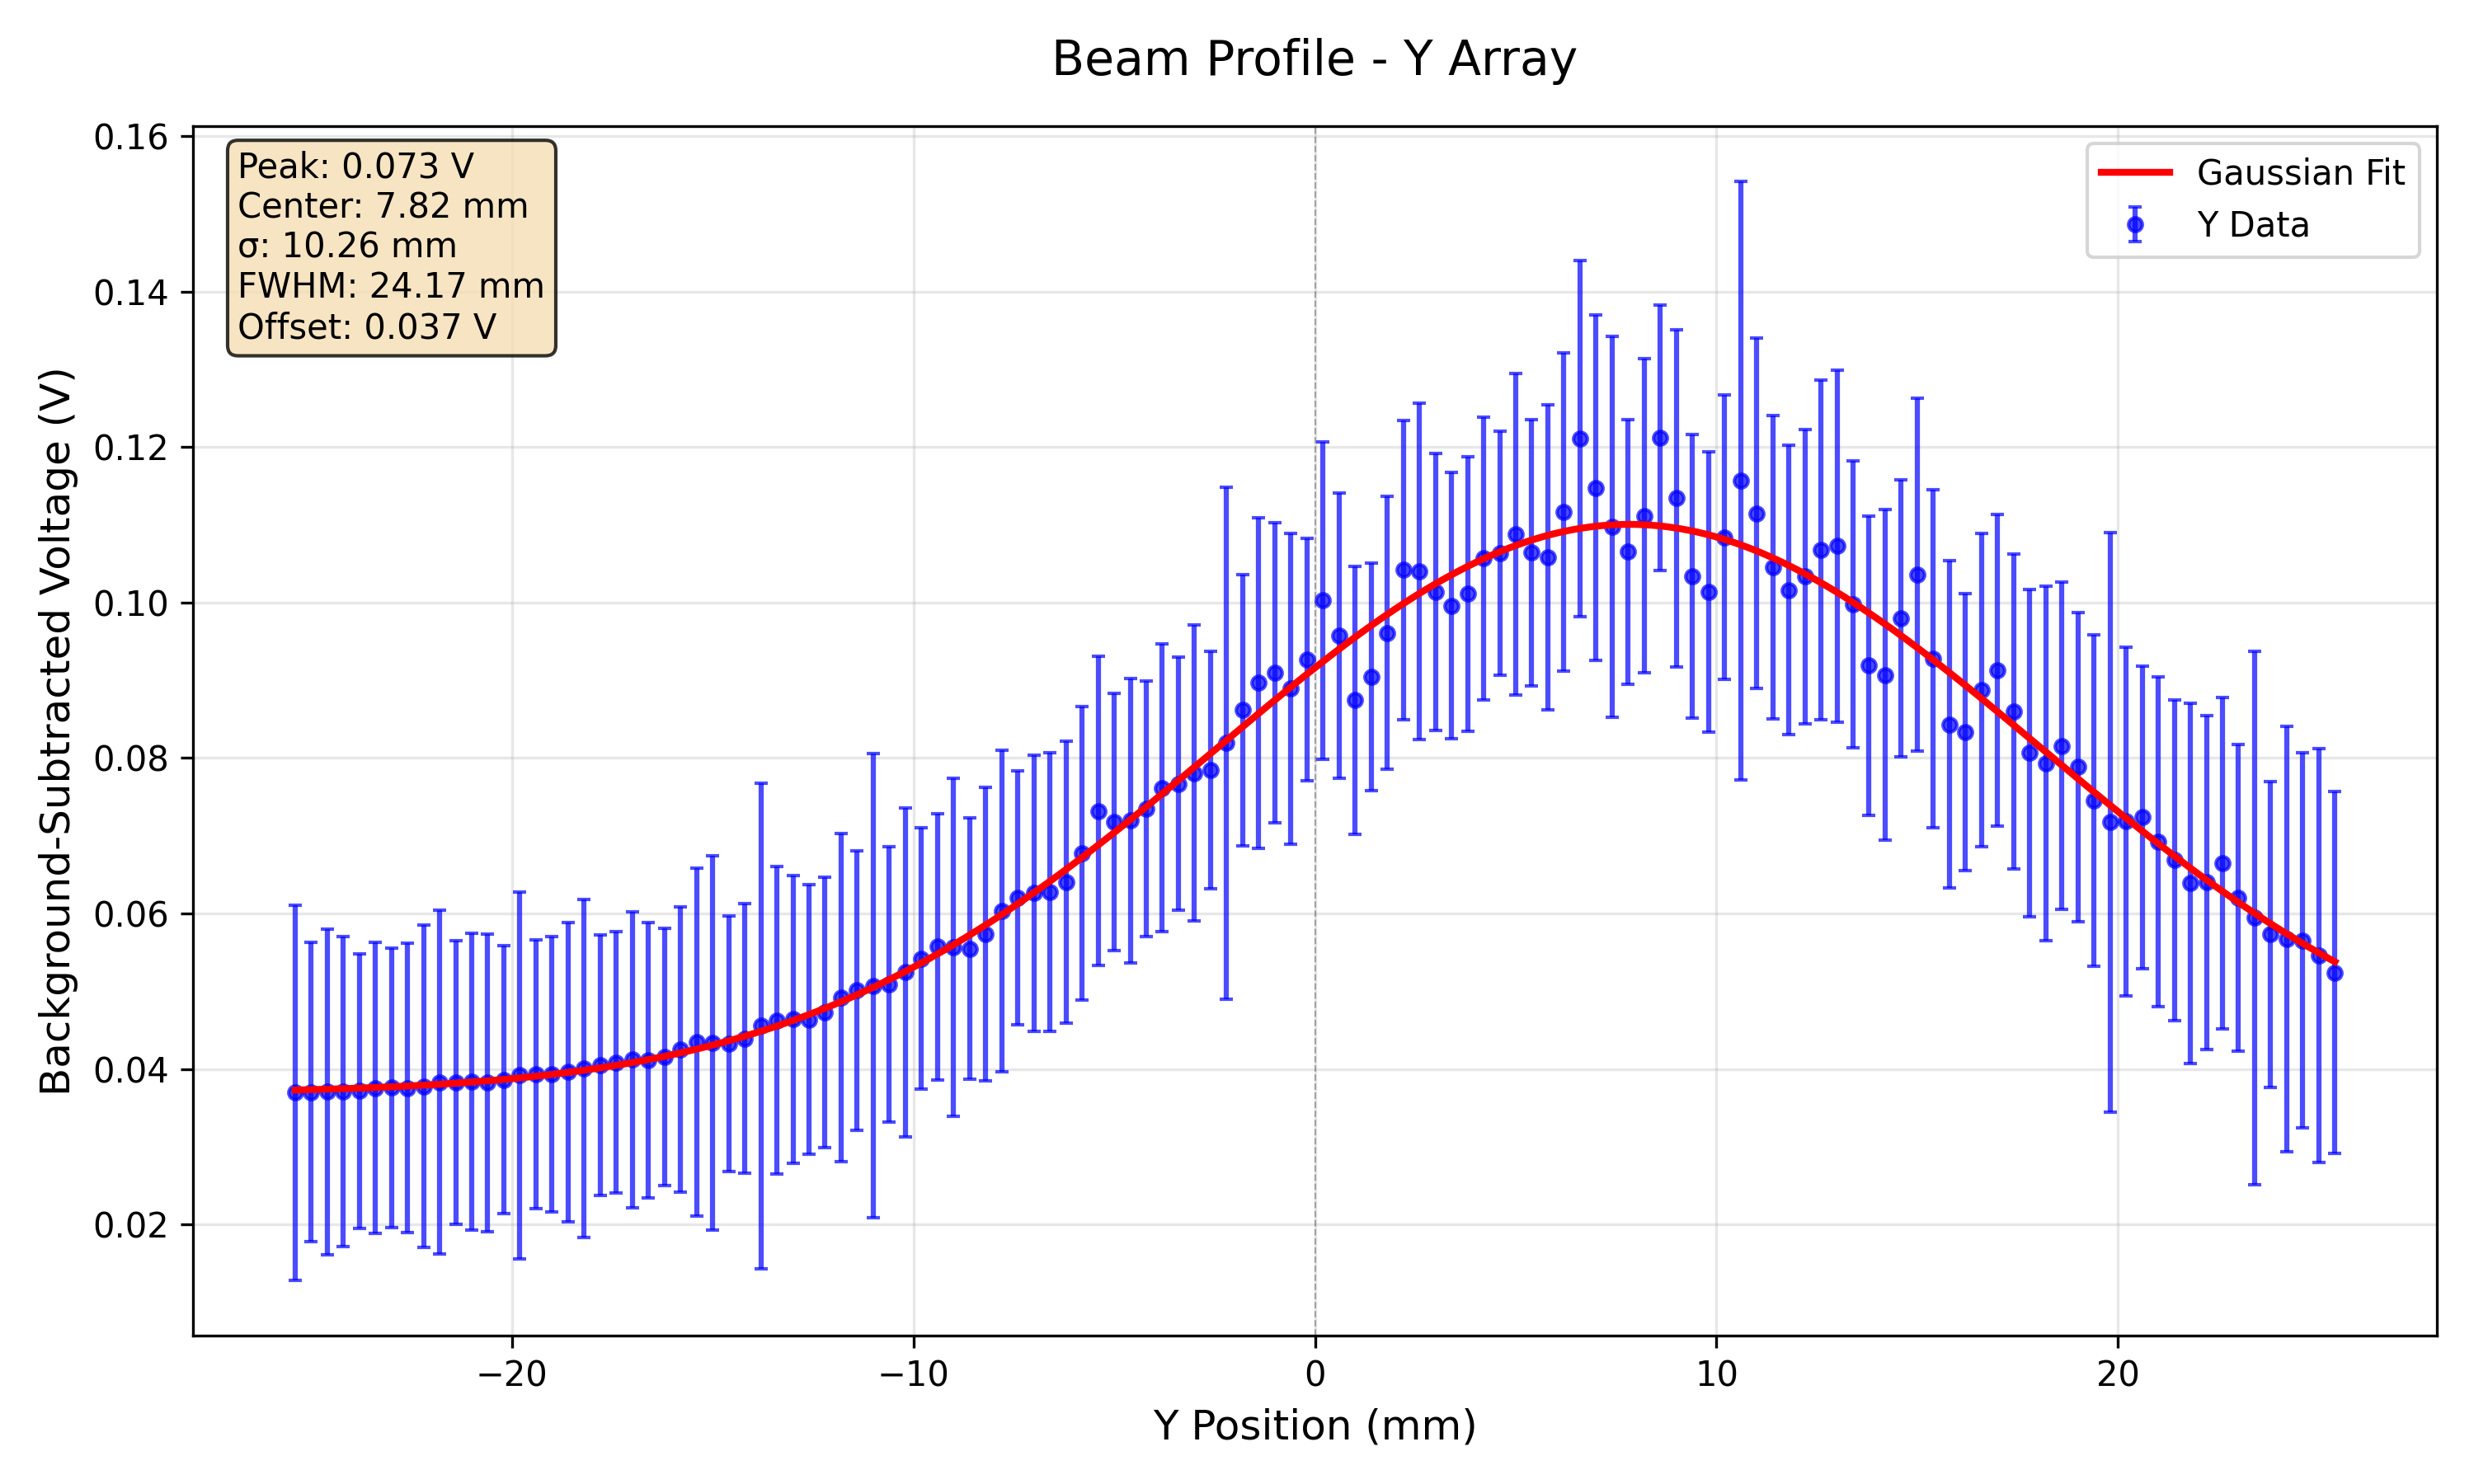 Beam Profile - Y Array
Peak: 0.073 V
Center: 7.82 mm
σ: 10.26 mm
FWHM: 24.17 mm
Offset: 0.037 V
Gaussian Fit
Y Data
Background-Subtracted Voltage (V)
0.16
0.14
0.12
0.10
0.08
0.06
0.04
0.02
−20
−10
0
10
20
Y Position (mm)